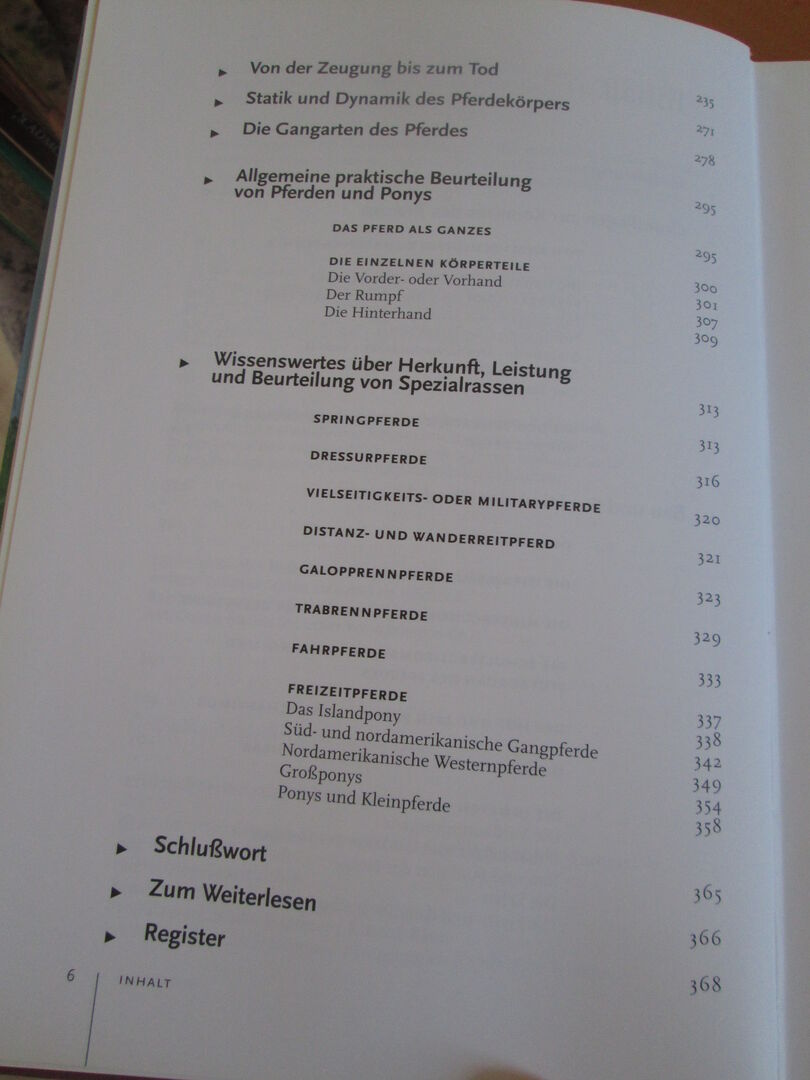 ► Von der Zeugung bis zum Tod 235
► Statik und Dynamik des Pferdekörpers 271
► Die Gangarten des Pferdes 278
► Allgemeine praktische Beurteilung
von Pferden und Ponys 295
DAS PFERD ALS GANZES 295
DIE EINZELNEN KÖRPERTEILE 300
Die Vorder- oder Vorhand 301
Der Rumpf 307
Die Hinterhand 309
► Wissenswertes über Herkunft, Leistung
und Beurteilung von Spezialrassen 313
SPRINGPFERDE 313
DRESSURPFERDE 316
VIELSEITIGKEITS- ODER MILITARYPFERDE 320
DISTANZ- UND WANDERREITPFERD 321
GALOPPRENNPFERDE 323
TRABRENNPFERDE 329
FAHRPFERDE 333
FREIZEITPFERDE 337
Das Islandpony 338
Süd- und nordamerikanische Gangpferde 342
Nordamerikanische Westernpferde 349
Großponys 354
Ponys und Kleinpferde 358
► Schlußwort 365
► Zum Weiterlesen 366
► Register 368
6 INHALT